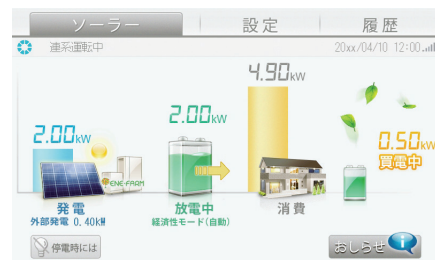 ソーラー 設定 履歴
連系運転中 20xx/04/10 12:00
4.90kW
2.00kW
2.00kW
0.50kW
買電中
ENE-FARM
発電 放電中 消費
外部発電 0.40kW 経済性モード(自動)
停電時には おしらせ